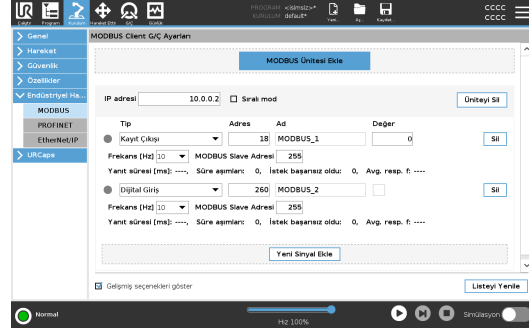 PROGRAM <isimsiz>*
KURULUM default*
cccc
cccc
Çalıştır Program Kurulum Hareket Ettir G/Ç Günlük Yeni... Aç... Kaydet...
MODBUS Client G/Ç Ayarları
Genel
Hareket
Güvenlik
Özellikler
Endüstriyel Ha...
MODBUS
PROFINET
EtherNet/IP
URCaps
MODBUS Ünitesi Ekle
IP adresi 10.0.0.2 Sıralı mod Üniteyi Sil
Tip Adres Ad Değer
Kayıt Çıkışı 18 MODBUS_1 0 Sil
Frekans [Hz] 10 MODBUS Slave Adresi 255
Yanıt süresi [ms]: ----, Süre aşımları: 0, İstek başarısız oldu: 0, Avg. resp. f: ----
Dijital Giriş 260 MODBUS_2 Sil
Frekans [Hz] 10 MODBUS Slave Adresi 255
Yanıt süresi [ms]: ----, Süre aşımları: 0, İstek başarısız oldu: 0, Avg. resp. f: ----
Yeni Sinyal Ekle
Gelişmiş seçenekleri göster Listeyi Yenile
Normal Hız 100% Simülasyon